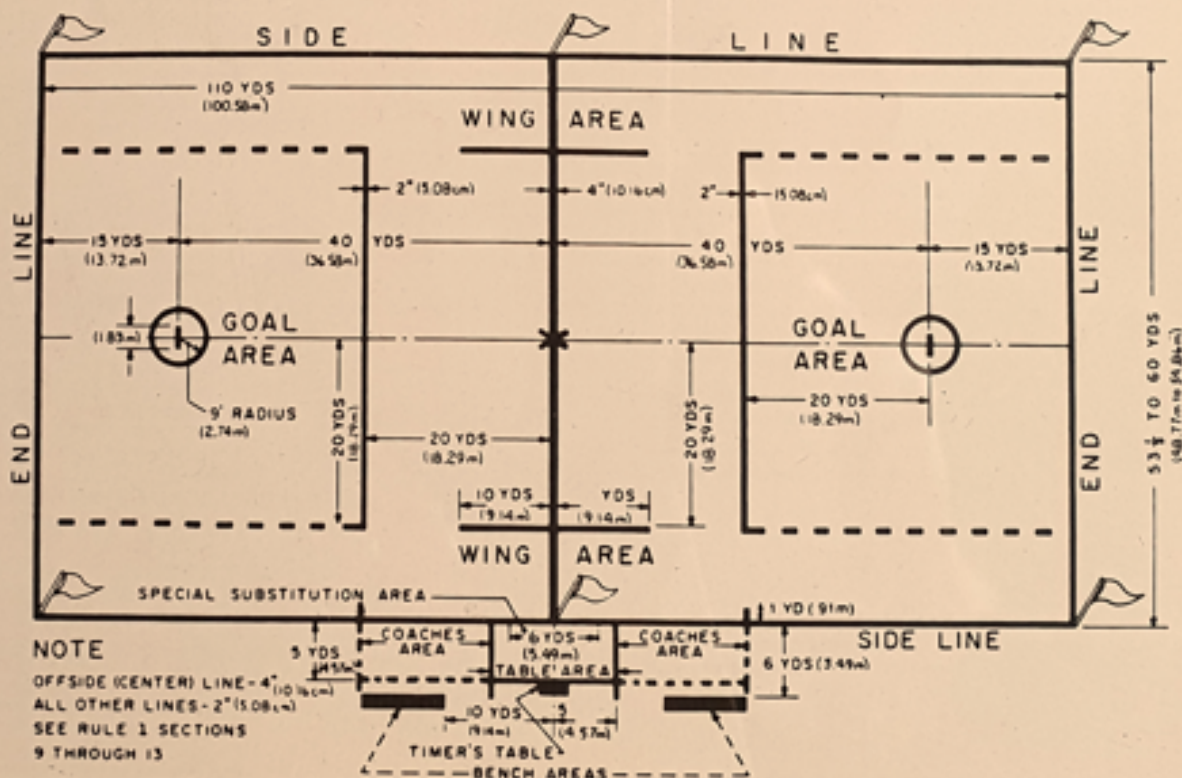 SIDE LINE
110 YDS
(100.58m)
WING AREA
2" (5.08cm)
4" (10.16cm)
2" (5.08cm)
15 YDS
(13.72m)
40 YDS
(36.58m)
40 YDS
(36.58m)
15 YDS
(13.72m)
END LINE
END LINE
53 ⅓ TO 60 YDS
(48.77m to 54.86m)
(1.83m)
GOAL
AREA
GOAL
AREA
9' RADIUS
(2.74m)
20 YDS
(18.29m)
20 YDS
(18.29m)
20 YDS
(18.29m)
20 YDS
(18.29m)
10 YDS
(9.14m)
YDS
(9.14m)
WING AREA
SPECIAL SUBSTITUTION AREA
1 YD (.91m)
SIDE LINE
5 YDS
COACHES
AREA
6 YDS
(5.49m)
TABLE AREA
COACHES
AREA
6 YDS (5.49m)
10 YDS
(9.14m)
5
(4.57m)
TIMER'S TABLE
BENCH AREAS
NOTE
OFFSIDE (CENTER) LINE - 4" (10.16cm)
ALL OTHER LINES - 2" (5.08cm)
SEE RULE 1 SECTIONS
9 THROUGH 13